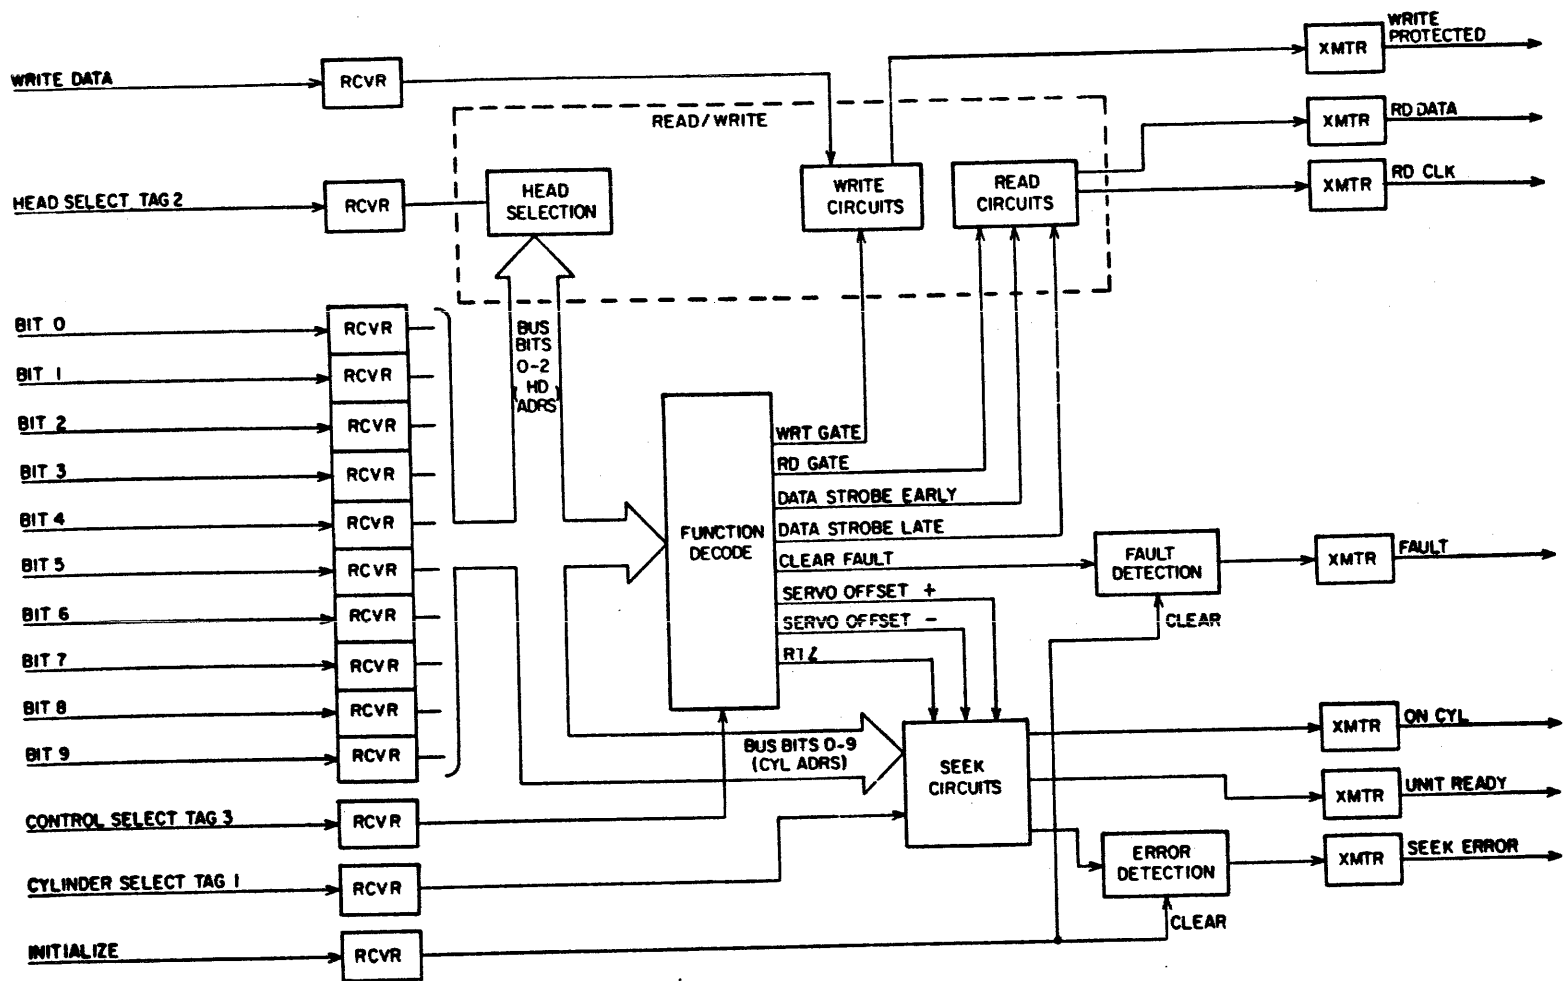 WRITE DATA
RCVR
READ/WRITE
XMTR
WRITE
PROTECTED
XMTR
RD DATA
HEAD SELECT TAG 2
RCVR
HEAD
SELECTION
WRITE
CIRCUITS
READ
CIRCUITS
XMTR
RD CLK
BIT 0
RCVR
BIT 1
RCVR
BIT 2
RCVR
BIT 3
RCVR
BIT 4
RCVR
BIT 5
RCVR
BIT 6
RCVR
BIT 7
RCVR
BIT 8
RCVR
BIT 9
RCVR
BUS
BITS
0-2
( HD )
ADRS
FUNCTION
DECODE
WRT GATE
RD GATE
DATA STROBE EARLY
DATA STROBE LATE
CLEAR FAULT
SERVO OFFSET +
SERVO OFFSET -
RTZ
FAULT
DETECTION
CLEAR
XMTR
FAULT
BUS BITS 0-9
(CYL ADRS)
SEEK
CIRCUITS
XMTR
ON CYL
XMTR
UNIT READY
ERROR
DETECTION
CLEAR
XMTR
SEEK ERROR
CONTROL SELECT TAG 3
RCVR
CYLINDER SELECT TAG 1
RCVR
INITIALIZE
RCVR